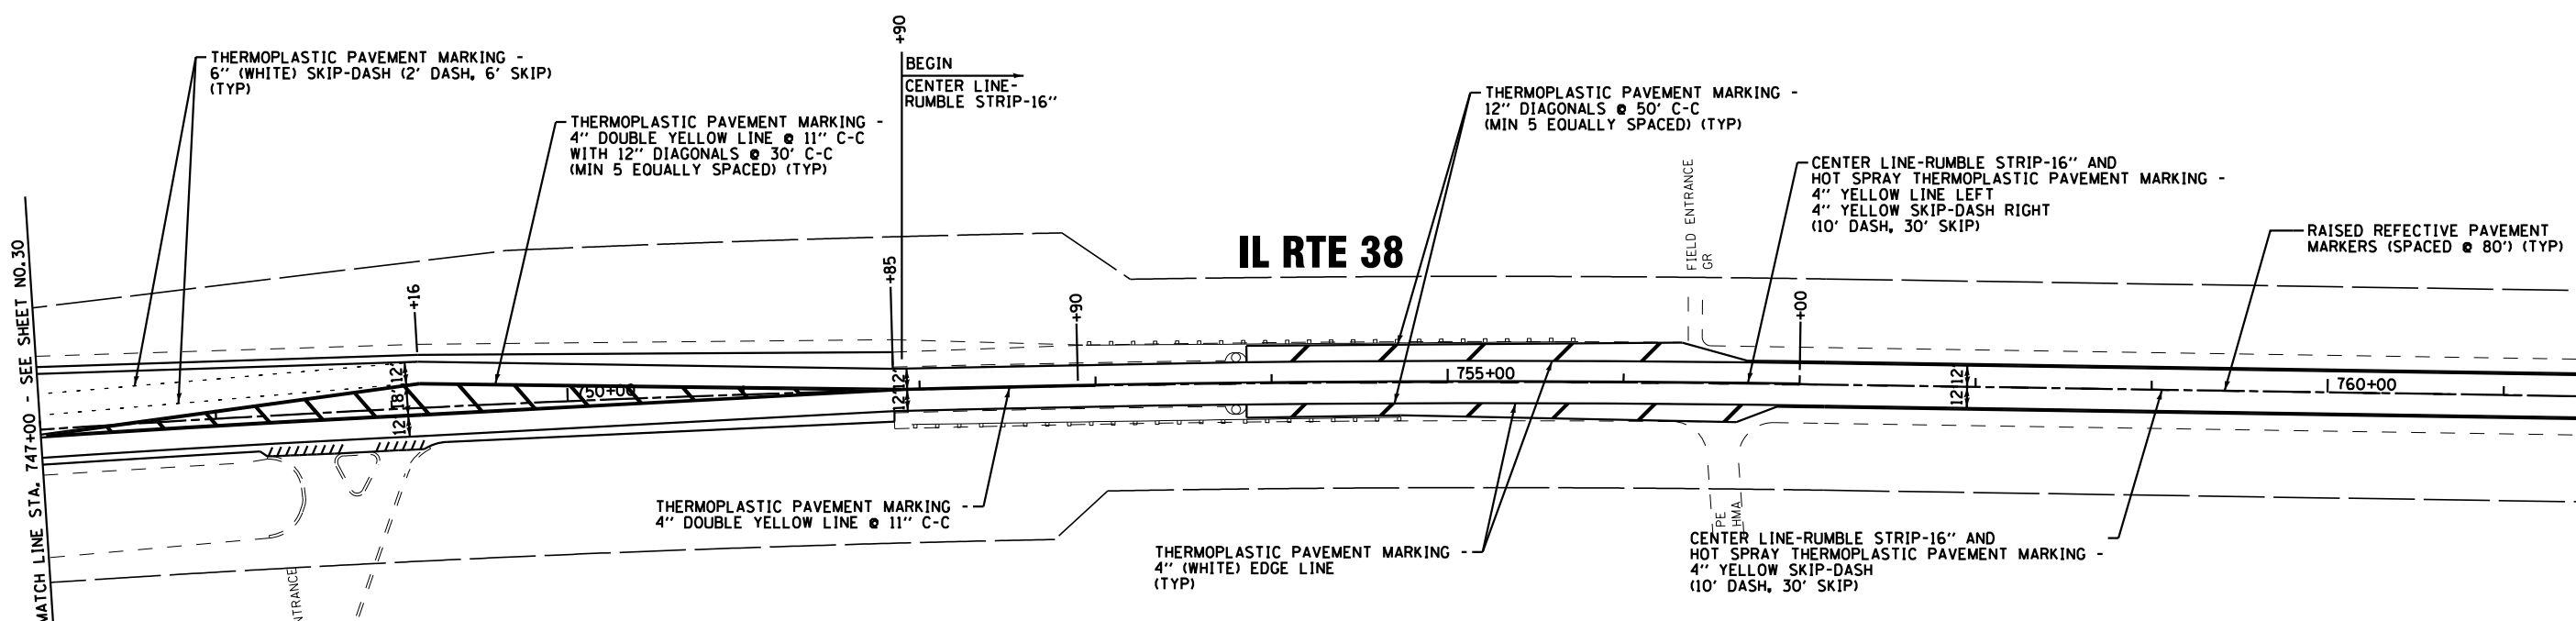 +90
THERMOPLASTIC PAVEMENT MARKING -
6" (WHITE) SKIP-DASH (2' DASH, 6' SKIP)
(TYP)
BEGIN
CENTER LINE-
RUMBLE STRIP-16"
THERMOPLASTIC PAVEMENT MARKING -
4" DOUBLE YELLOW LINE @ 11" C-C
WITH 12" DIAGONALS @ 30' C-C
(MIN 5 EQUALLY SPACED) (TYP)
THERMOPLASTIC PAVEMENT MARKING -
12" DIAGONALS @ 50' C-C
(MIN 5 EQUALLY SPACED) (TYP)
CENTER LINE-RUMBLE STRIP-16" AND
HOT SPRAY THERMOPLASTIC PAVEMENT MARKING -
4" YELLOW LINE LEFT
4" YELLOW SKIP-DASH RIGHT
(10' DASH, 30' SKIP)
RAISED REFECTIVE PAVEMENT
MARKERS (SPACED @ 80') (TYP)
IL RTE 38
FIELD ENTRANCE
GR
MATCH LINE STA. 747+00 - SEE SHEET NO.30
+16
+85
+90
+00
12'
18'
12'
750+00
12'
12'
755+00
12'
12'
760+00
THERMOPLASTIC PAVEMENT MARKING -
4" DOUBLE YELLOW LINE @ 11" C-C
THERMOPLASTIC PAVEMENT MARKING -
4" (WHITE) EDGE LINE
(TYP)
PE
HMA
CENTER LINE-RUMBLE STRIP-16" AND
HOT SPRAY THERMOPLASTIC PAVEMENT MARKING -
4" YELLOW SKIP-DASH
(10' DASH, 30' SKIP)
NTRANCE